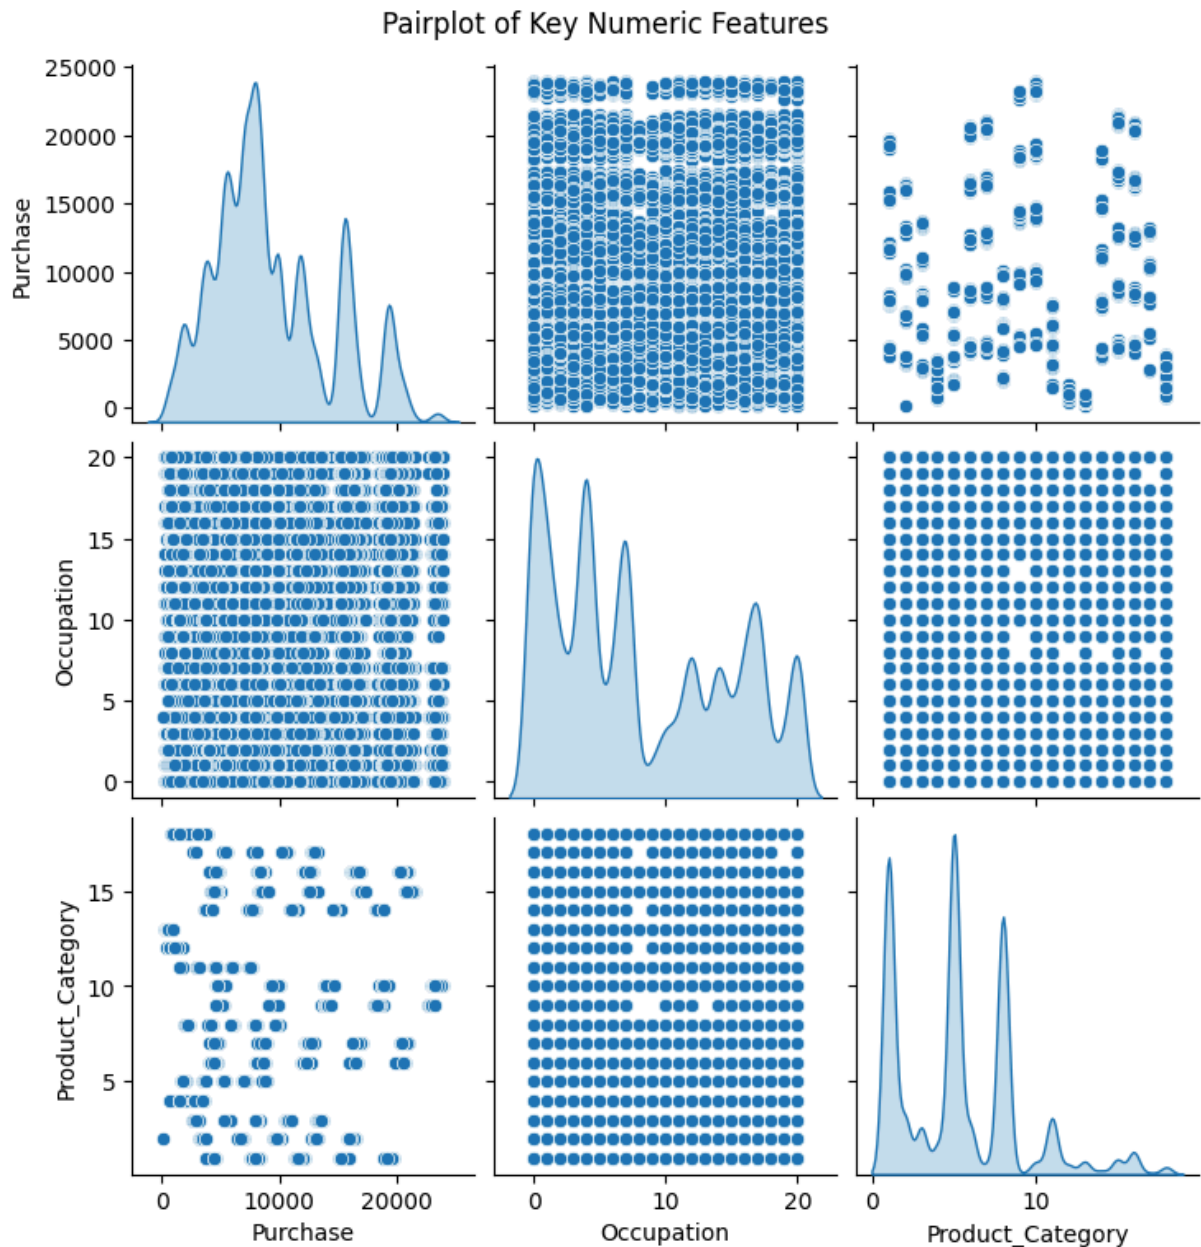 Pairplot of Key Numeric Features
25000
20000
15000
10000
5000
0
Purchase
20
15
10
5
0
Occupation
15
10
5
Product_Category
0 10000 20000
Purchase
0 10 20
Occupation
0 10
Product_Category